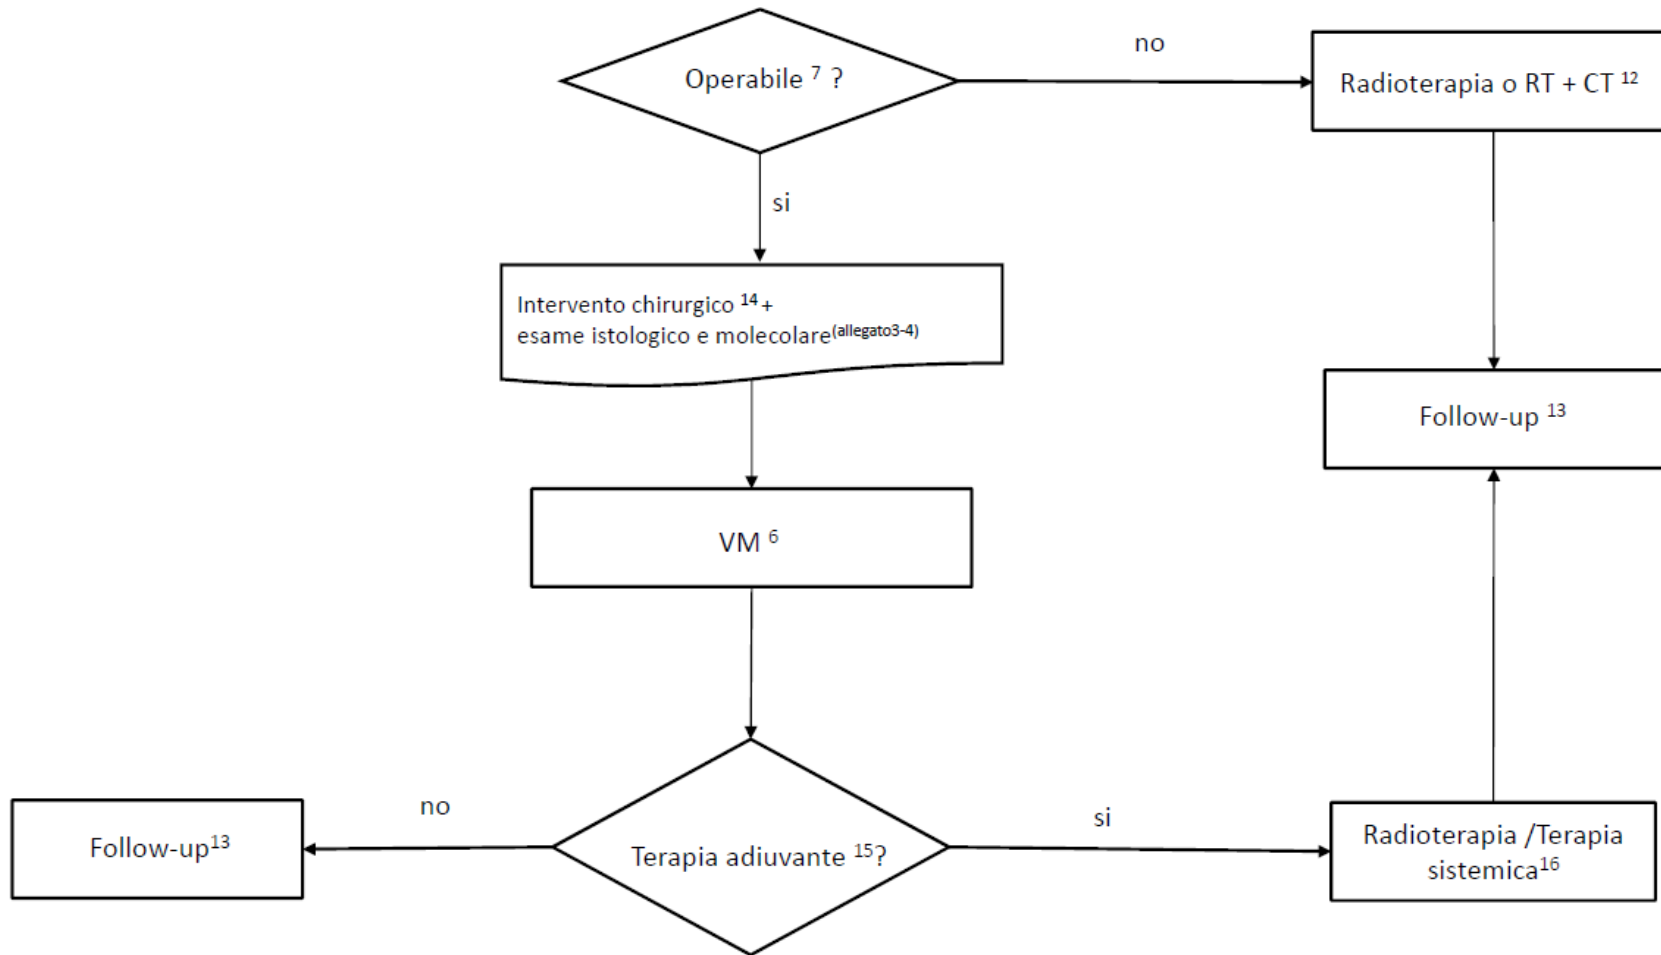 Operabile 7 ?
no
Radioterapia o RT + CT 12
si
Intervento chirurgico 14 +
esame istologico e molecolare(allegato3-4)
Follow-up 13
VM 6
no
si
Follow-up13
Terapia adiuvante 15?
Radioterapia /Terapia
sistemica16